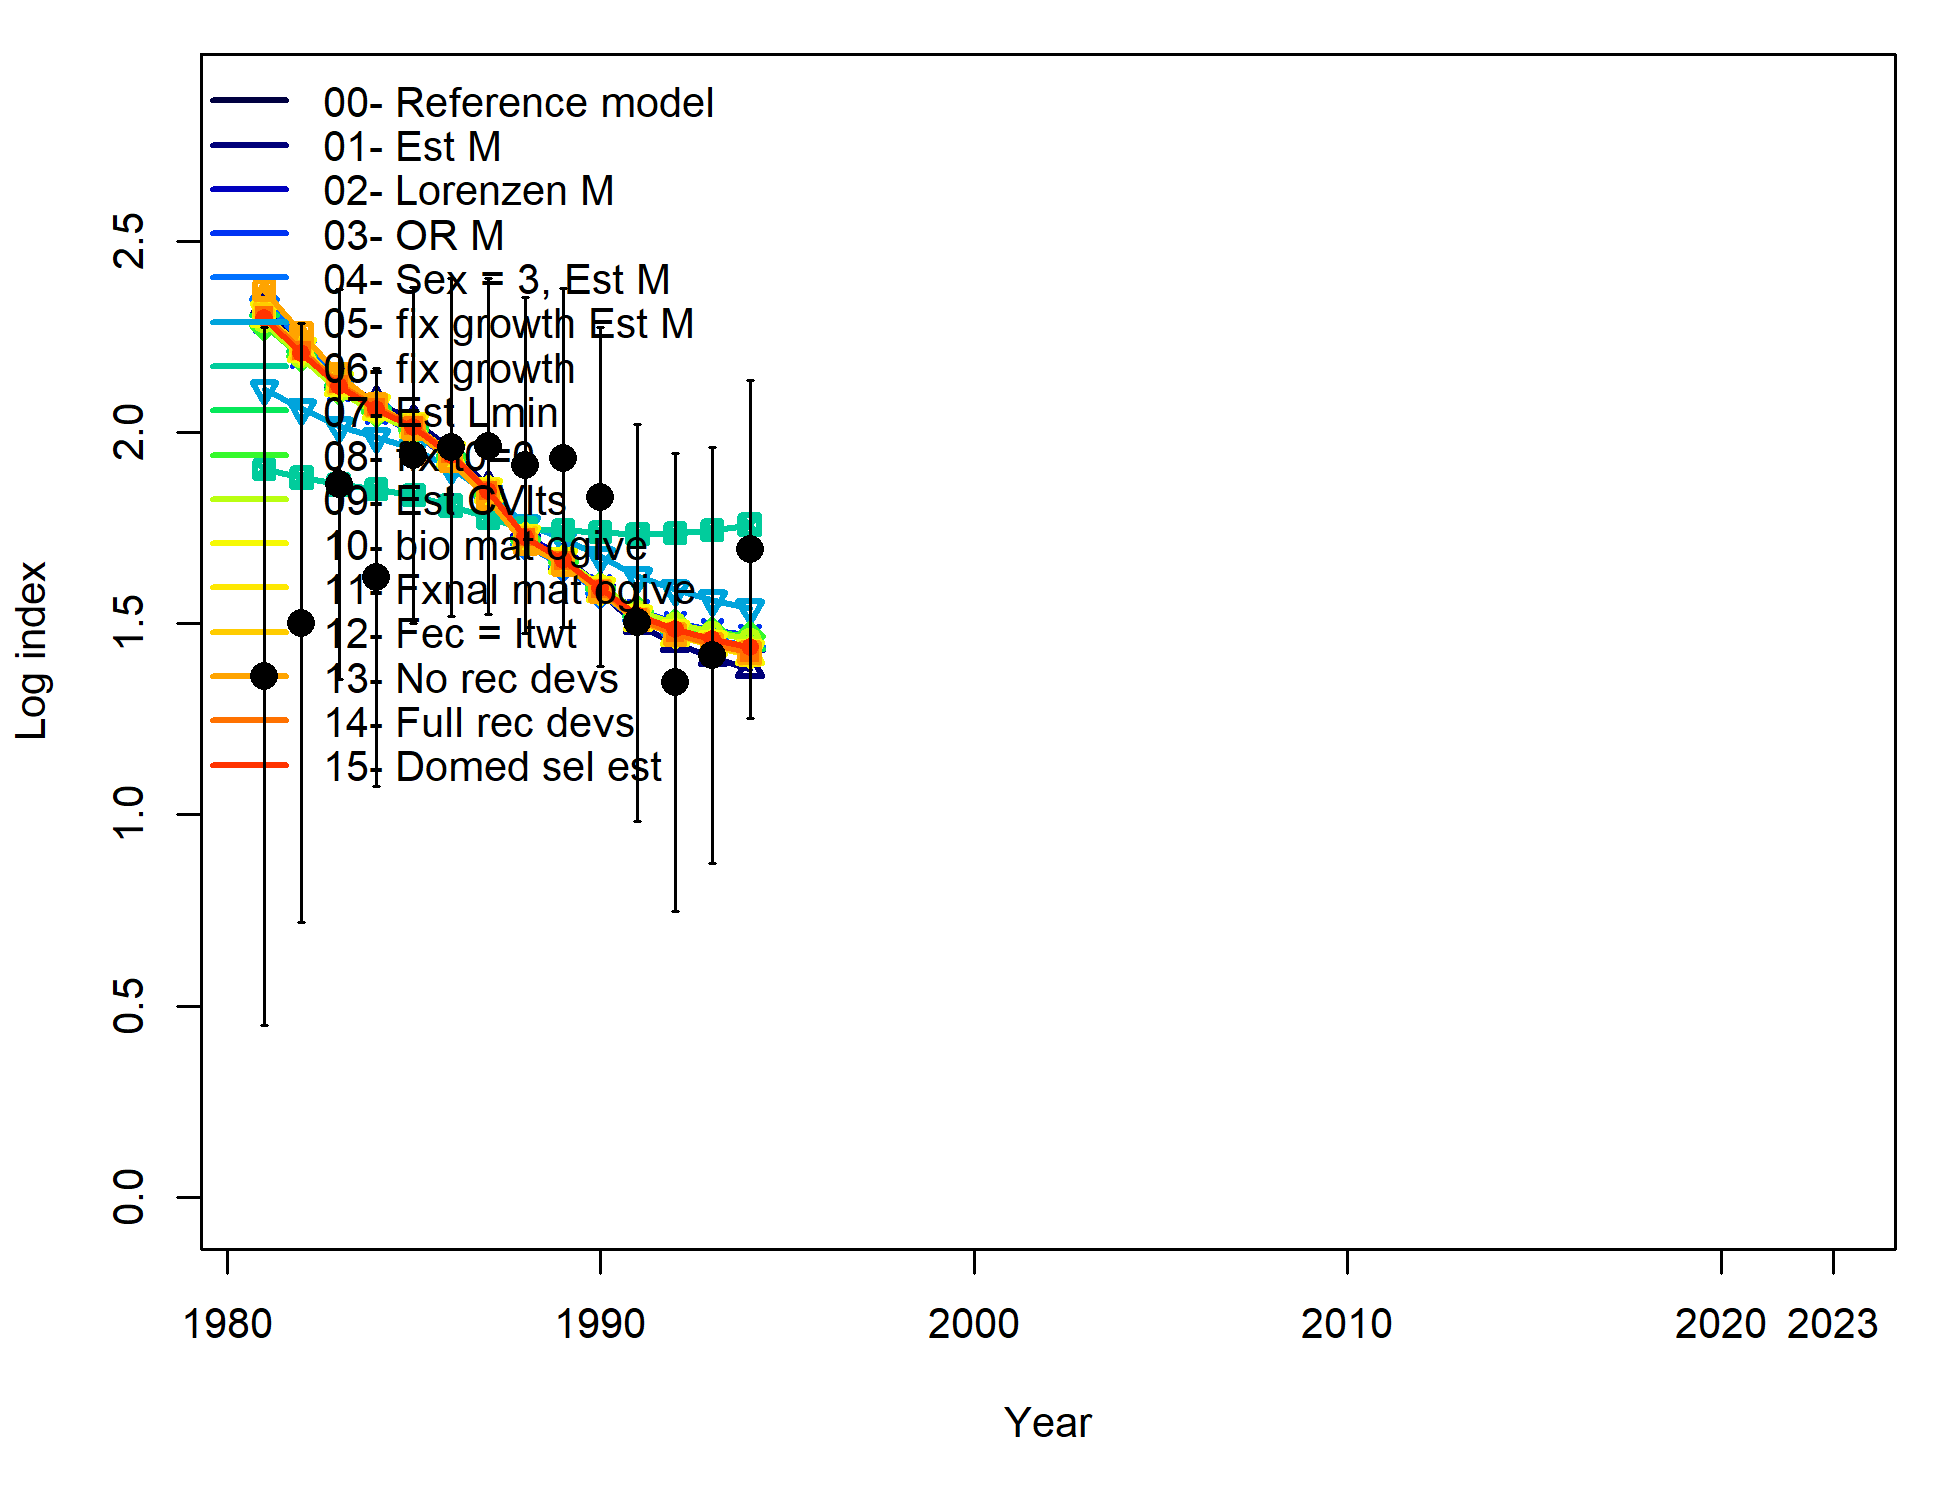 00- Reference model
01- Est M
02- Lorenzen M
03- OR M
04- Sex = 3, Est M
05- fix growth Est M
06- fix growth
07- Est Lmin
08- fix t0=0
09- Est CVlts
10- bio mat ogive
11- Fxnal mat ogive
12- Fec = ltwt
13- No rec devs
14- Full rec devs
15- Domed sel est
2.5
2.0
1.5
1.0
0.5
0.0
Log index
1980 1990 2000 2010 2020 2023
Year